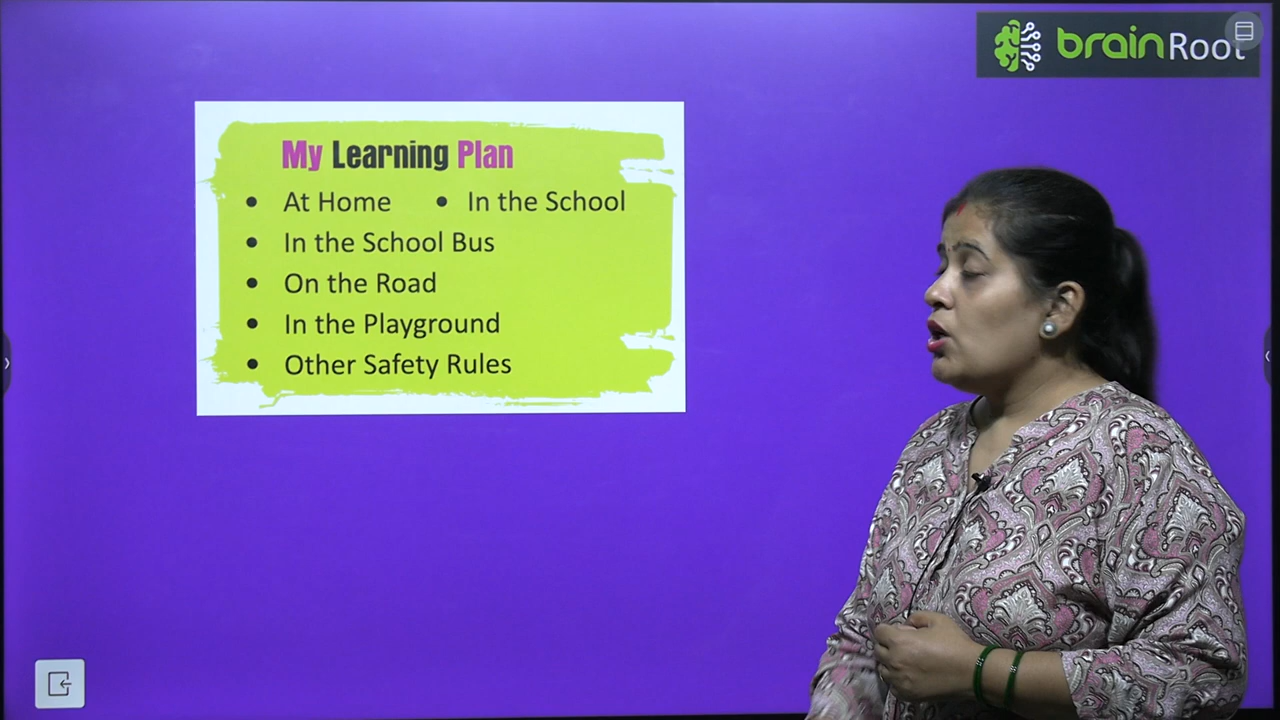 brainRoot
My Learning Plan
• At Home • In the School
• In the School Bus
• On the Road
• In the Playground
• Other Safety Rules